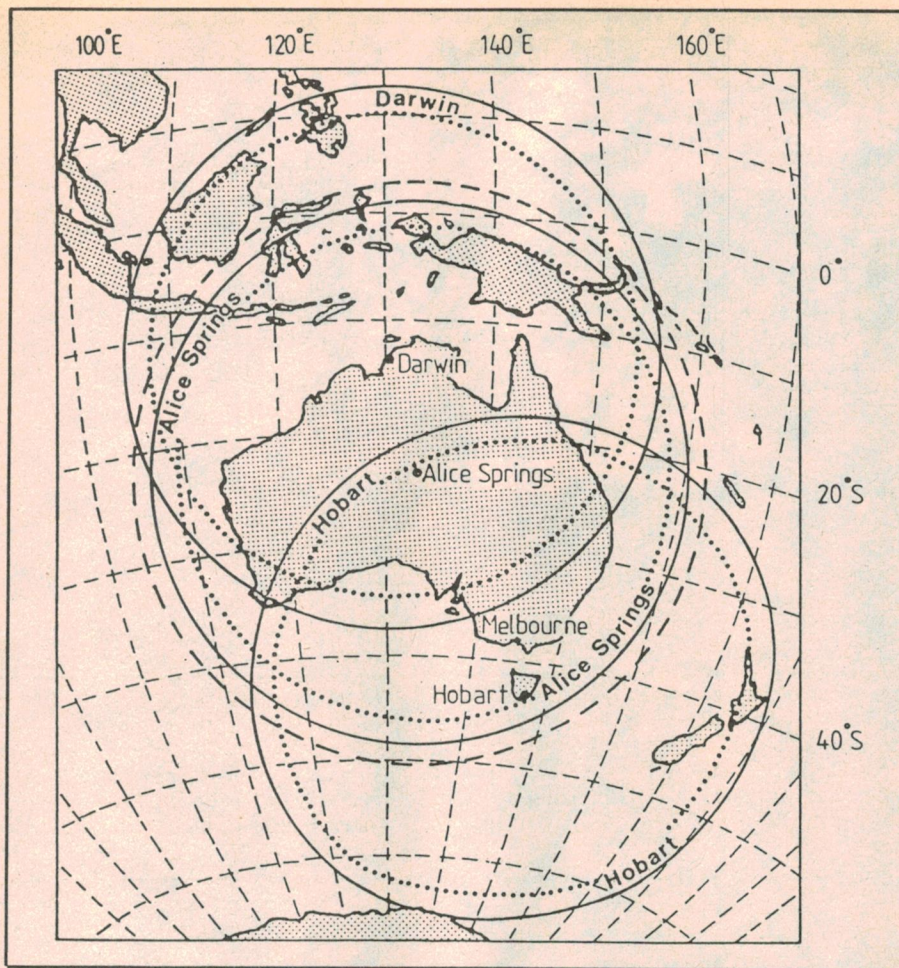 100°E 120°E 140°E 160°E
Darwin
0°
Alice Springs
Darwin
Alice Springs
Hobart
20°S
Melbourne
Alice Springs
Hobart
40°S
Hobart